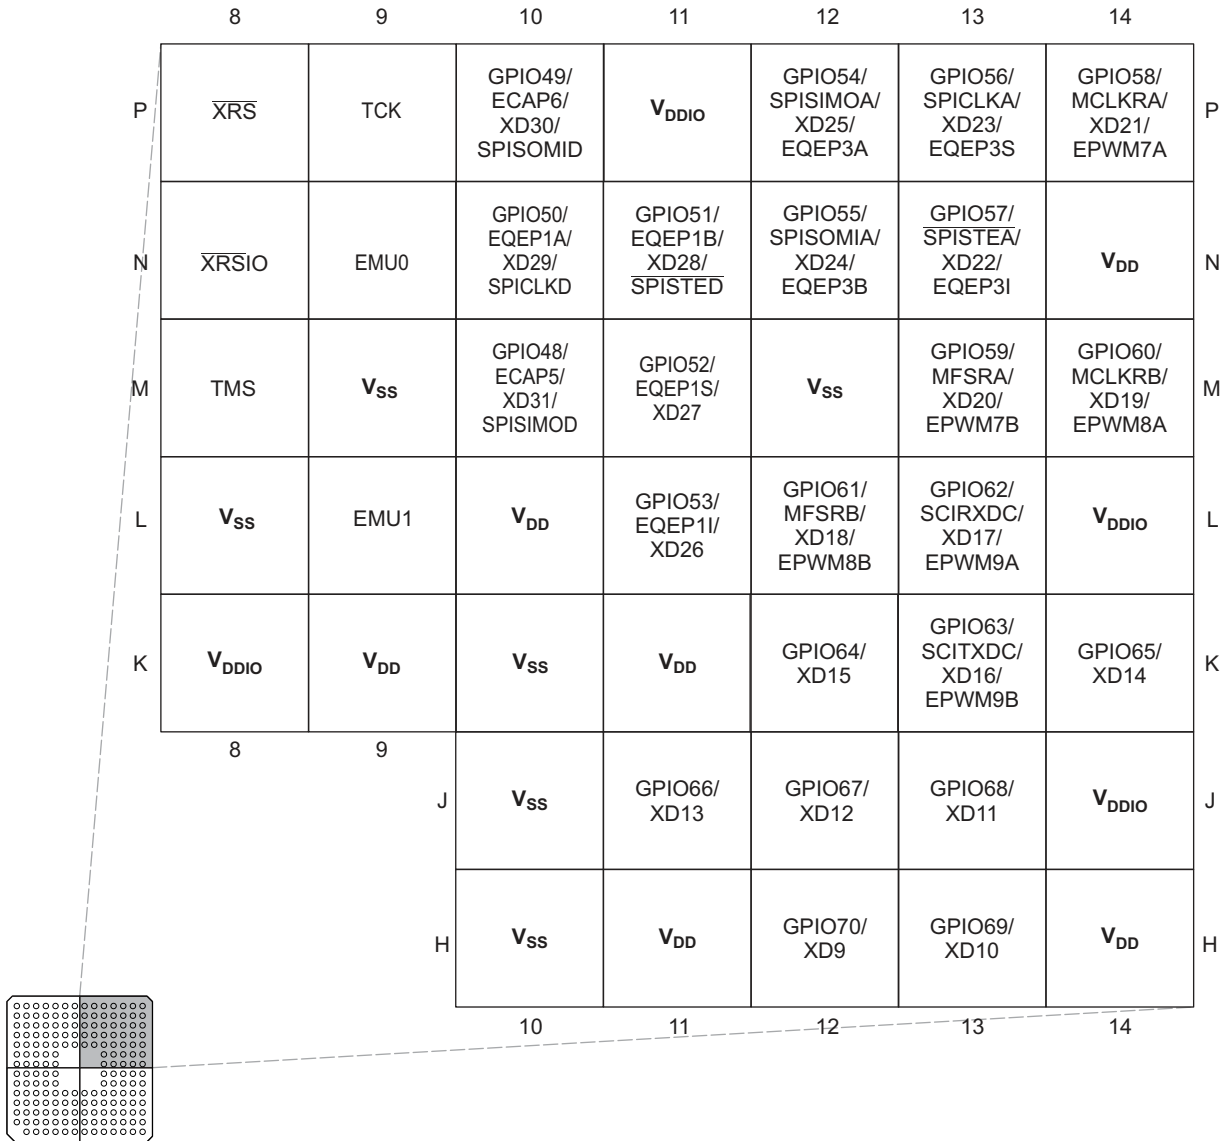 8 9 10 11 12 13 14
P
XRS
TCK
GPIO49/
ECAP6/
XD30/
SPISOMID
VDDIO
GPIO54/
SPISIMOA/
XD25/
EQEP3A
GPIO56/
SPICLKA/
XD23/
EQEP3S
GPIO58/
MCLKRA/
XD21/
EPWM7A
P
N
XRSIO
EMU0
GPIO50/
EQEP1A/
XD29/
SPICLKD
GPIO51/
EQEP1B/
XD28/
SPISTED
GPIO55/
SPISOMIA/
XD24/
EQEP3B
GPIO57/
SPISTEA/
XD22/
EQEP3I
VDD
N
M
TMS
VSS
GPIO48/
ECAP5/
XD31/
SPISIMOD
GPIO52/
EQEP1S/
XD27
VSS
GPIO59/
MFSRA/
XD20/
EPWM7B
GPIO60/
MCLKRB/
XD19/
EPWM8A
M
L
VSS
EMU1
VDD
GPIO53/
EQEP1I/
XD26
GPIO61/
MFSRB/
XD18/
EPWM8B
GPIO62/
SCIRXDC/
XD17/
EPWM9A
VDDIO
L
K
VDDIO
VDD
VSS
VDD
GPIO64/
XD15
GPIO63/
SCITXDC/
XD16/
EPWM9B
GPIO65/
XD14
K
8 9
J
VSS
GPIO66/
XD13
GPIO67/
XD12
GPIO68/
XD11
VDDIO
J
H
VSS
VDD
GPIO70/
XD9
GPIO69/
XD10
VDD
H
10 11 12 13 14